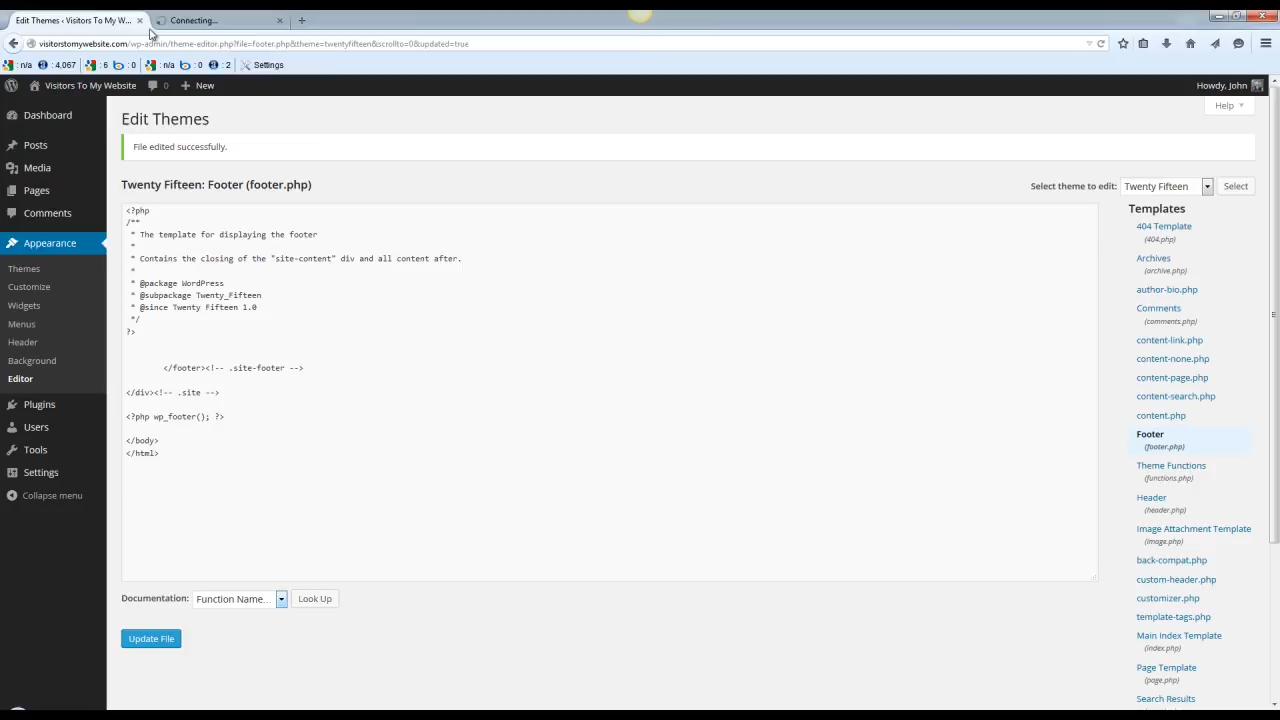 Edit Themes ‹ Visitors To My W...
Connecting...
visitorstomywebsite.com/wp-admin/theme-editor.php?file=footer.php&theme=twentyfifteen&scrollto=0&updated=true
: n/a : 4,067 : 6 : 0 : n/a : 0 : 2 Settings
Visitors To My Website 0 + New Howdy, John
Help
Dashboard
Posts
Media
Pages
Comments
Appearance
Themes
Customize
Widgets
Menus
Header
Background
Editor
Plugins
Users
Tools
Settings
Collapse menu
Edit Themes
File edited successfully.
Twenty Fifteen: Footer (footer.php)
Select theme to edit: Twenty Fifteen Select
<?php
/**
* The template for displaying the footer
*
* Contains the closing of the "site-content" div and all content after.
*
* @package WordPress
* @subpackage Twenty_Fifteen
* @since Twenty Fifteen 1.0
*/
?>
</footer><!-- .site-footer -->
</div><!-- .site -->
<?php wp_footer(); ?>
</body>
</html>
Documentation: Function Name... Look Up
Update File
Templates
404 Template
(404.php)
Archives
(archive.php)
author-bio.php
Comments
(comments.php)
content-link.php
content-none.php
content-page.php
content-search.php
content.php
Footer
(footer.php)
Theme Functions
(functions.php)
Header
(header.php)
Image Attachment Template
(image.php)
back-compat.php
custom-header.php
customizer.php
template-tags.php
Main Index Template
(index.php)
Page Template
(page.php)
Search Results